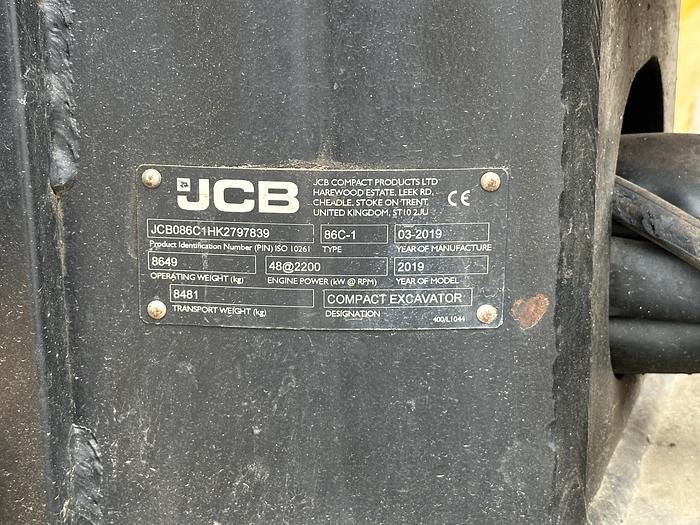 JCB
JCB COMPACT PRODUCTS LTD
HAREWOOD ESTATE, LEEK RD,
CHEADLE, STOKE ON TRENT,
UNITED KINGDOM, ST10 2JU
CE
JCB086C1HK2797839 86C-1 03-2019
Product Identification Number (PIN) ISO 10261 TYPE YEAR OF MANUFACTURE
8649 48@2200 2019
OPERATING WEIGHT (kg) ENGINE POWER (kW @ RPM) YEAR OF MODEL
8481 COMPACT EXCAVATOR
TRANSPORT WEIGHT (kg) DESIGNATION 400/L1044